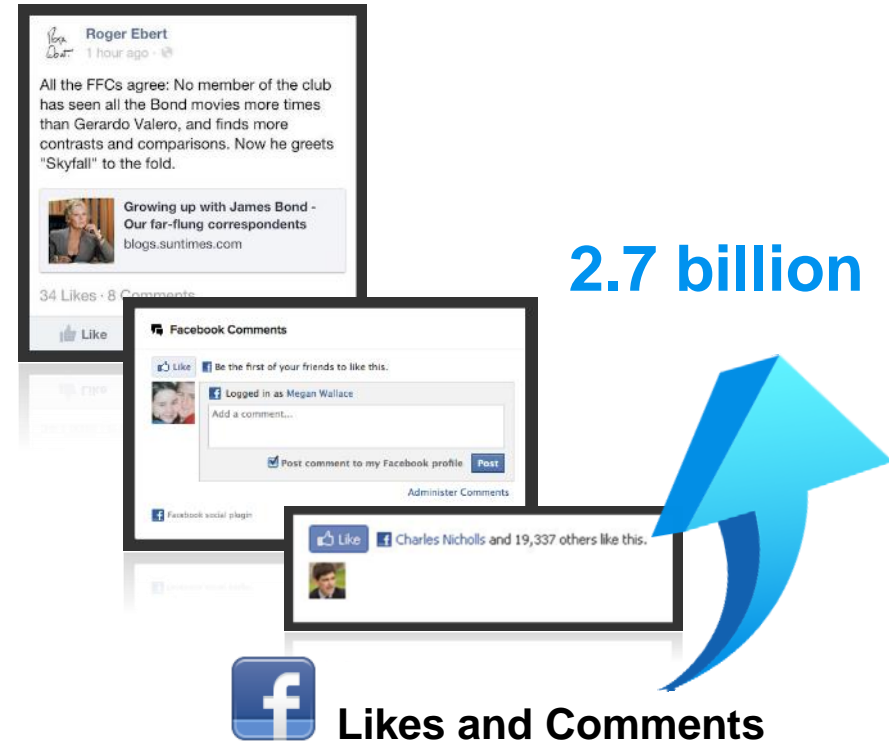 Roger Ebert
1 hour ago ·
All the FFCs agree: No member of the club
has seen all the Bond movies more times
than Gerardo Valero, and finds more
contrasts and comparisons. Now he greets
"Skyfall" to the fold.
Growing up with James Bond -
Our far-flung correspondents
blogs.suntimes.com
34 Likes · 8 Comments
Like
2.7 billion
Facebook Comments
Like Be the first of your friends to like this.
Logged in as Megan Wallace
Add a comment...
Post comment to my Facebook profile Post
Administer Comments
Facebook social plugin
Like Charles Nicholls and 19,337 others like this.
f Likes and Comments